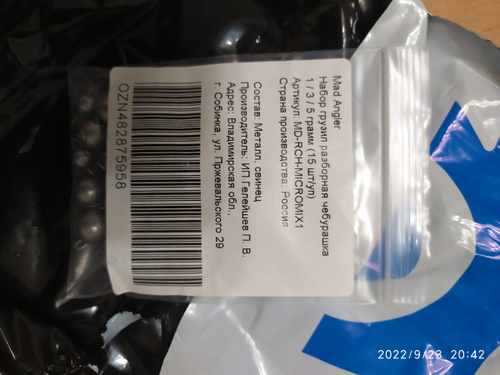 Mad Angler
Набор грузил разборная чебурашка
1 / 3 / 5 грамм (15 шт/уп)
Артикул: MD-RCH-MICROMIX1
Страна производства: Россия
Состав: Металл, свинец
Производитель: ИП Гелейшев П. В.
Адрес: Владимирская обл.,
г. Собинка, ул. Пржевальского 29
OZN482875958
2022/9/23 20:42